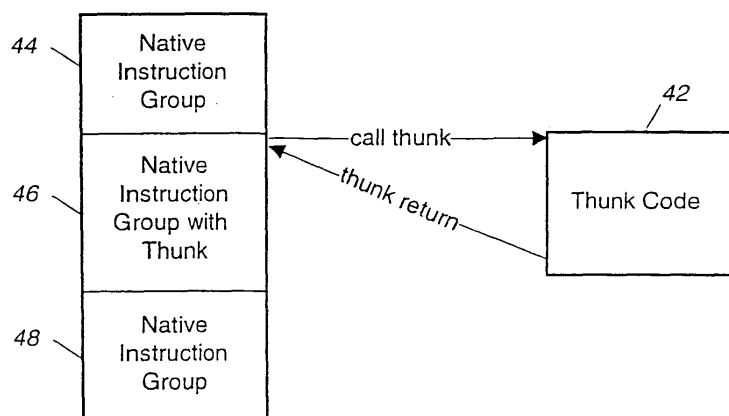 44
Native
Instruction
Group
42
call thunk
46
Native
Instruction
Group with
Thunk
thunk return
Thunk Code
48
Native
Instruction
Group